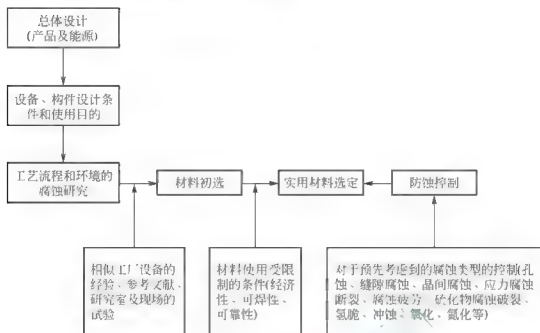 总体设计
(产品及能源)
设备、构件设计条
件和使用目的
工艺流程和环境的
腐蚀研究
材料初选
实用材料选定
防蚀控制
相似工厂设备的
经验、参考文献、
研究室及现场的
试验
材料使用受限
制的条件(经济
性、可焊性、
可靠性)
对于预先考虑到的腐蚀类型的控制(孔
蚀、缝隙腐蚀、晶间腐蚀、应力腐蚀
断裂、腐蚀疲劳、硫化物腐蚀破裂、
氢脆、冲蚀、氧化、氮化等)